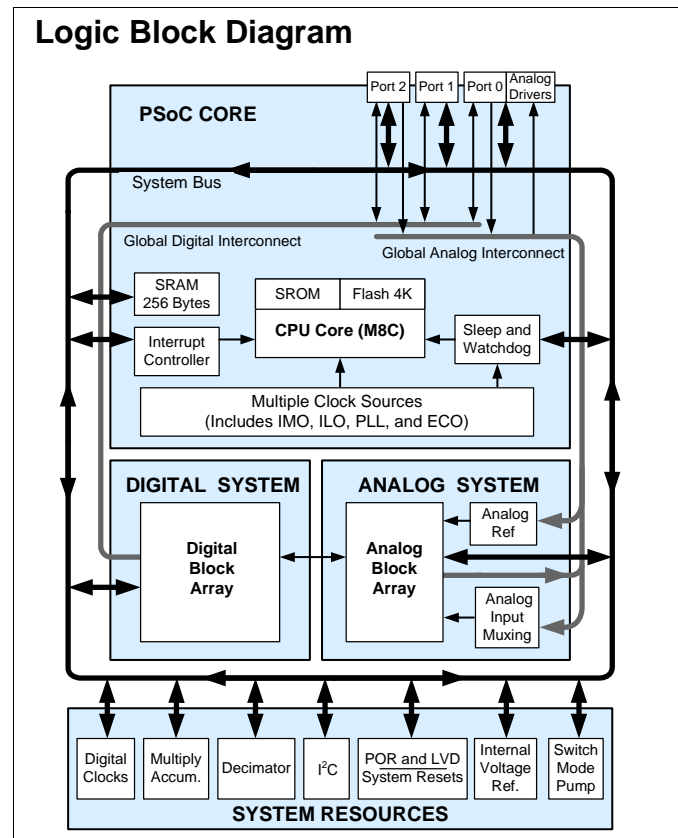 Logic Block Diagram
Port 2
Port 1
Port 0
Analog
Drivers
PSoC CORE
System Bus
Global Digital Interconnect
Global Analog Interconnect
SRAM
256 Bytes
SROM
Flash 4K
CPU Core (M8C)
Interrupt
Controller
Sleep and
Watchdog
Multiple Clock Sources
(Includes IMO, ILO, PLL, and ECO)
DIGITAL SYSTEM
ANALOG SYSTEM
Digital
Block
Array
Analog
Block
Array
Analog
Ref
Analog
Input
Muxing
Digital
Clocks
Multiply
Accum.
Decimator
I²C
POR and LVD
System Resets
Internal
Voltage
Ref.
Switch
Mode
Pump
SYSTEM RESOURCES